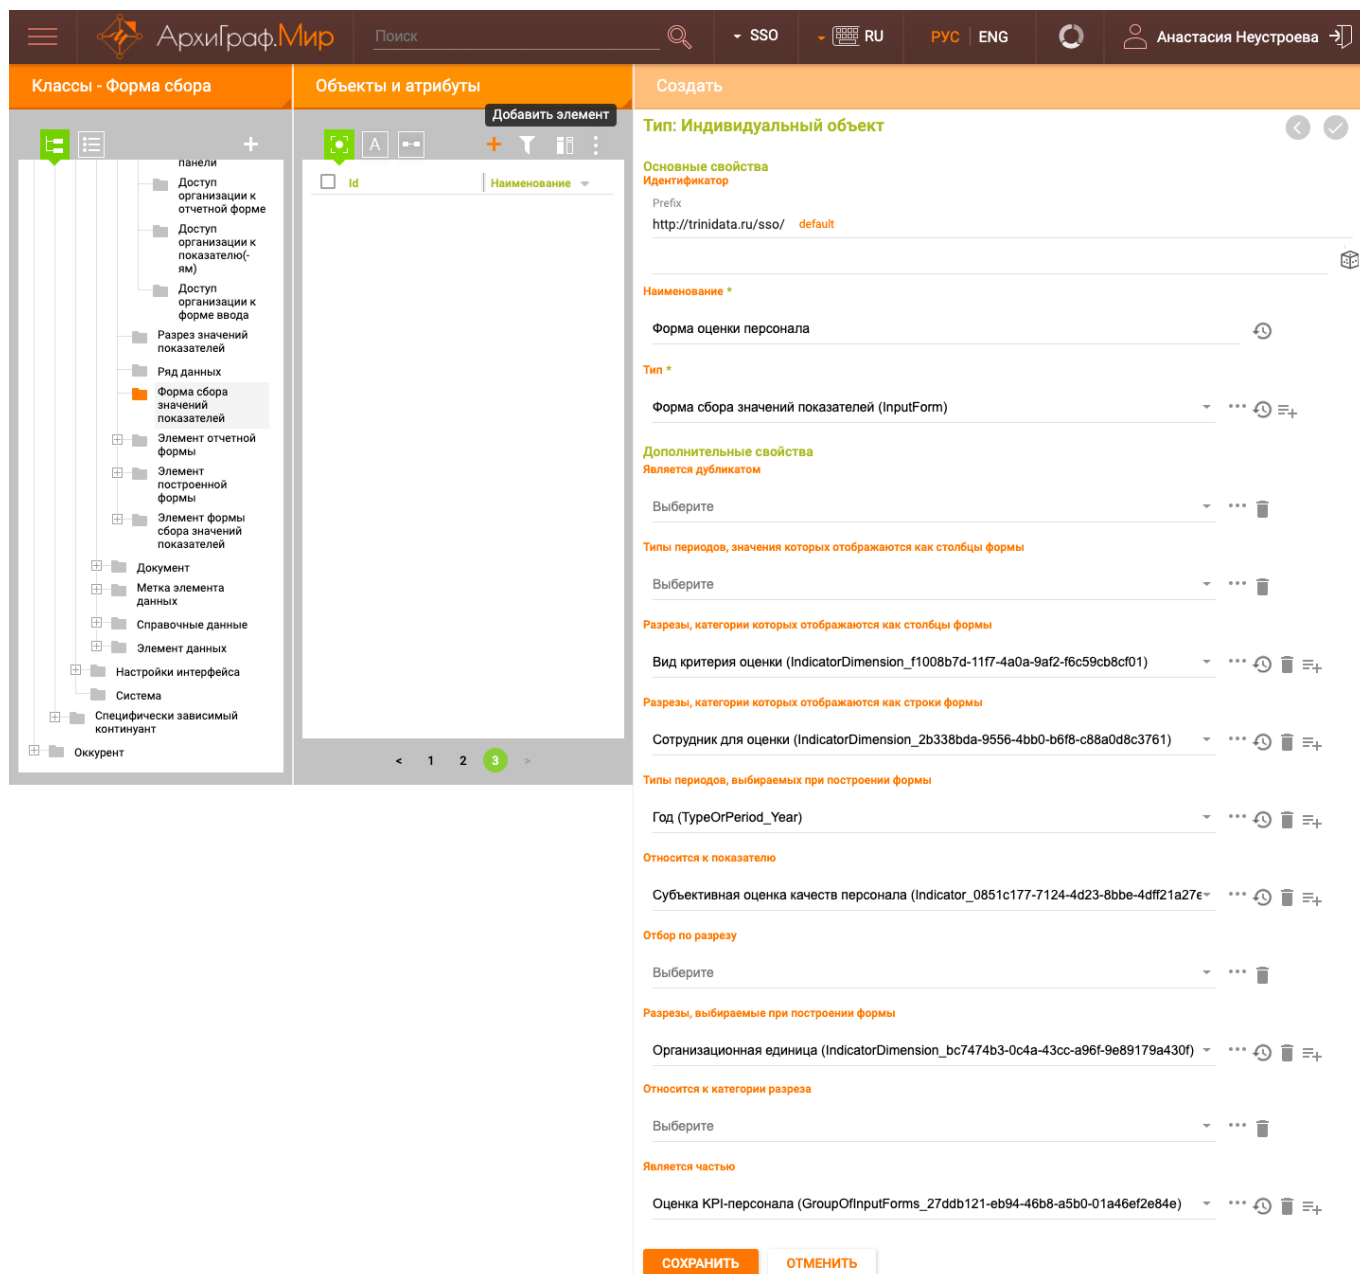 АрхиГраф.Мир
Поиск
SSO
RU
РУС
ENG
Анастасия Неустроева
Классы - Форма сбора
Объекты и атрибуты
Создать
Добавить элемент
панели
Доступ
организации к
отчетной форме
Доступ
организации к
показателю(-
ям)
Доступ
организации к
форме ввода
Разрез значений
показателей
Ряд данных
Форма сбора
значений
показателей
Элемент отчетной
формы
Элемент
построенной
формы
Элемент формы
сбора значений
показателей
Документ
Метка элемента
данных
Справочные данные
Элемент данных
Настройки интерфейса
Система
Специфически зависимый
континуант
Оккурент
A
Id
Наименование
< 1 2 3 >
Тип: Индивидуальный объект
Основные свойства
Идентификатор
Prefix
http://trinidata.ru/sso/ default
Наименование *
Форма оценки персонала
Тип *
Форма сбора значений показателей (InputForm)
Дополнительные свойства
Является дубликатом
Выберите
Типы периодов, значения которых отображаются как столбцы формы
Выберите
Разрезы, категории которых отображаются как столбцы формы
Вид критерия оценки (IndicatorDimension_f1008b7d-11f7-4a0a-9af2-f6c59cb8cf01)
Разрезы, категории которых отображаются как строки формы
Сотрудник для оценки (IndicatorDimension_2b338bda-9556-4bb0-b6f8-c88a0d8c3761)
Типы периодов, выбираемых при построении формы
Год (TypeOrPeriod_Year)
Относится к показателю
Субъективная оценка качеств персонала (Indicator_0851c177-7124-4d23-8bbe-4dff21a27e
Отбор по разрезу
Выберите
Разрезы, выбираемые при построении формы
Организационная единица (IndicatorDimension_bc7474b3-0c4a-43cc-a96f-9e89179a430f)
Относится к категории разреза
Выберите
Является частью
Оценка KPI-персонала (GroupOfInputForms_27ddb121-eb94-46b8-a5b0-01a46ef2e84e)
СОХРАНИТЬ
ОТМЕНИТЬ